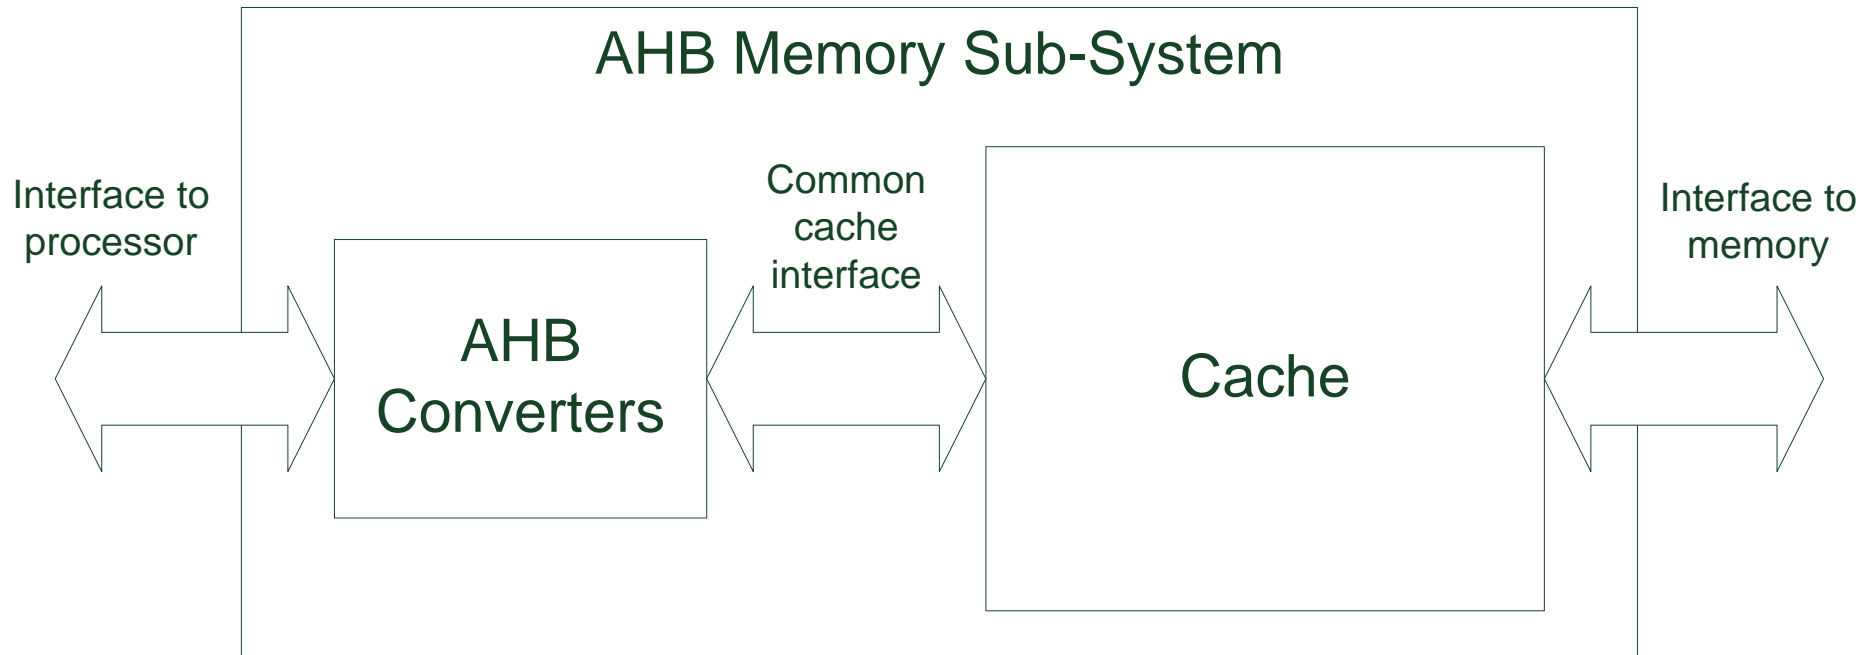 AHB Memory Sub-System
Interface to
processor
AHB
Converters
Common
cache
interface
Cache
Interface to
memory